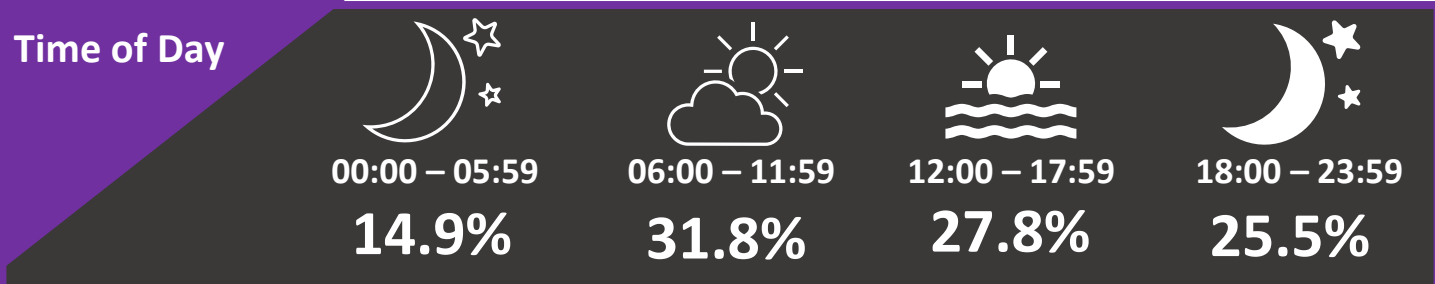 Time of Day
00:00 – 05:59
06:00 – 11:59
12:00 – 17:59
18:00 – 23:59
14.9%
31.8%
27.8%
25.5%